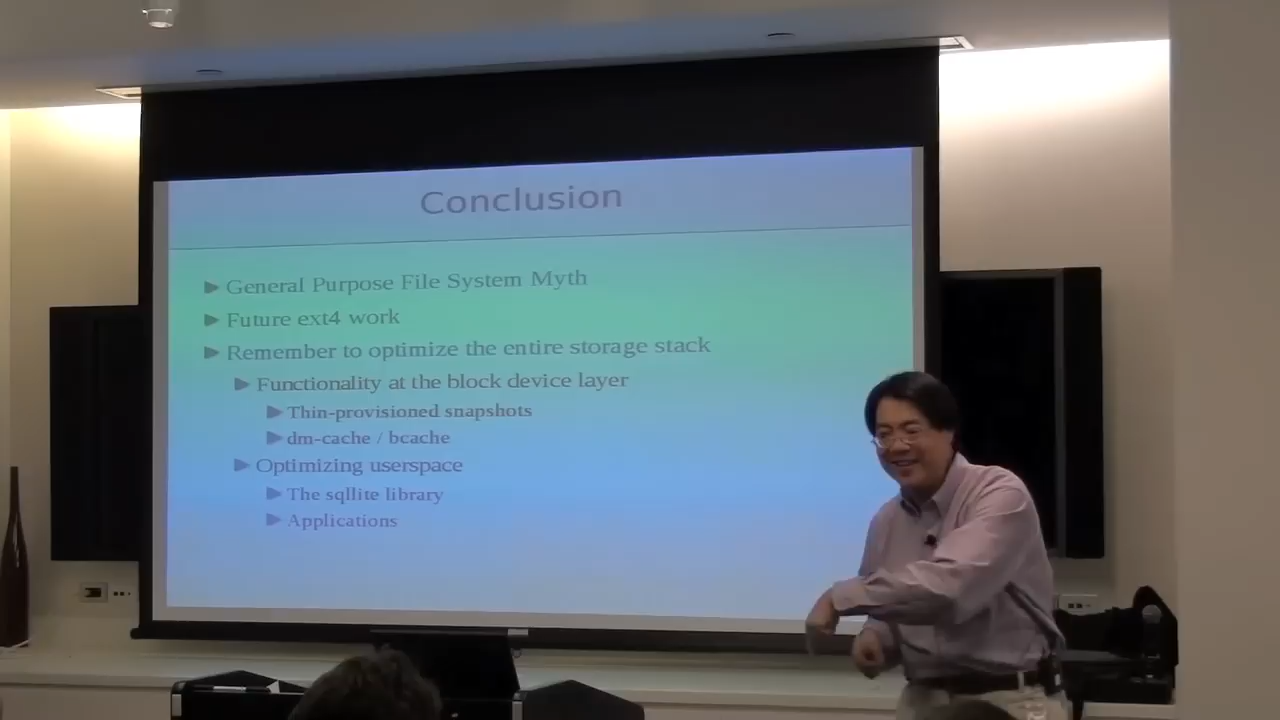 Conclusion
General Purpose File System Myth
Future ext4 work
Remember to optimize the entire storage stack
Functionality at the block device layer
Thin-provisioned snapshots
dm-cache / bcache
Optimizing userspace
The sqllite library
Applications